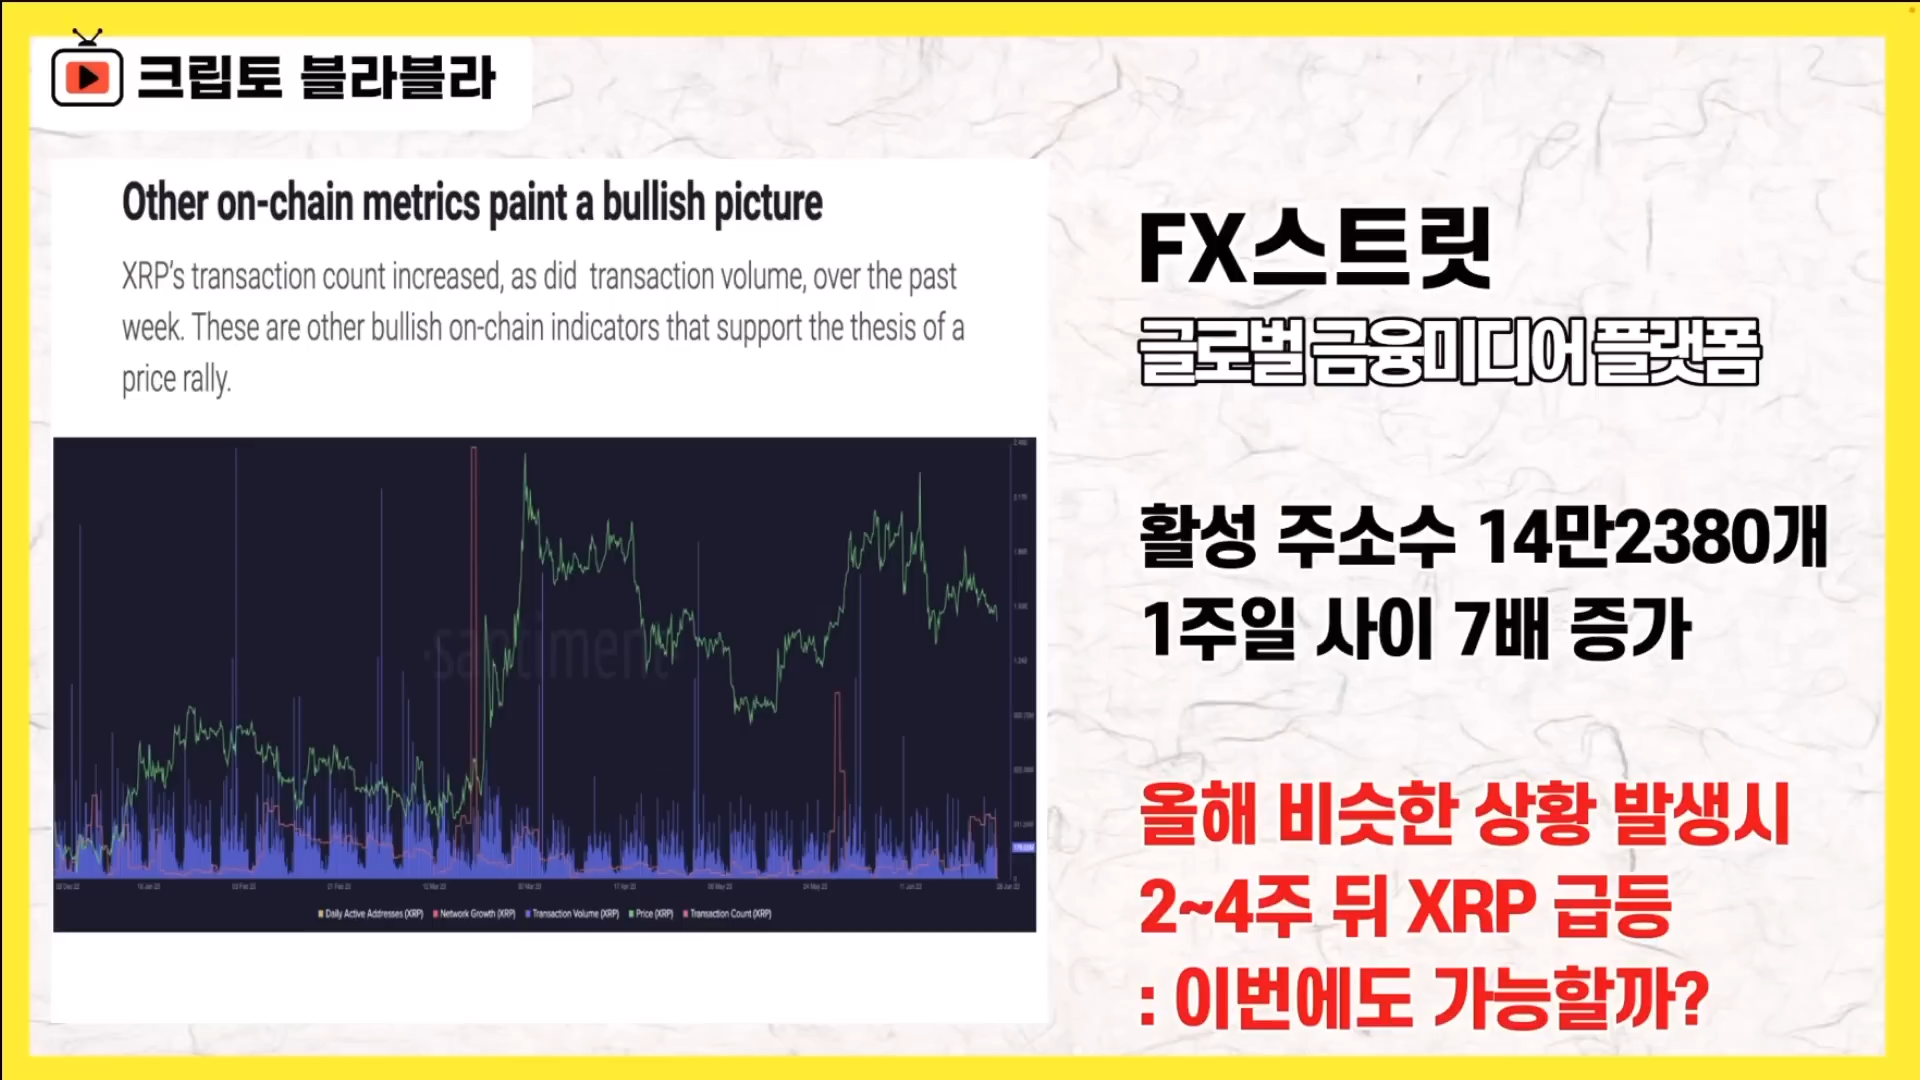 크립토 블라블라
Other on-chain metrics paint a bullish picture
XRP's transaction count increased, as did transaction volume, over the past
week. These are other bullish on-chain indicators that support the thesis of a
price rally.
FX스트릿
글로벌 금융미디어 플랫폼
활성 주소수 14만2380개
1주일 사이 7배 증가
올해 비슷한 상황 발생시
2~4주 뒤 XRP 급등
: 이번에도 가능할까?
santiment
Daily Active Addresses (XRP) Network Growth (XRP) Transaction Volume (XRP) Price (XRP) Transaction Count (XRP)